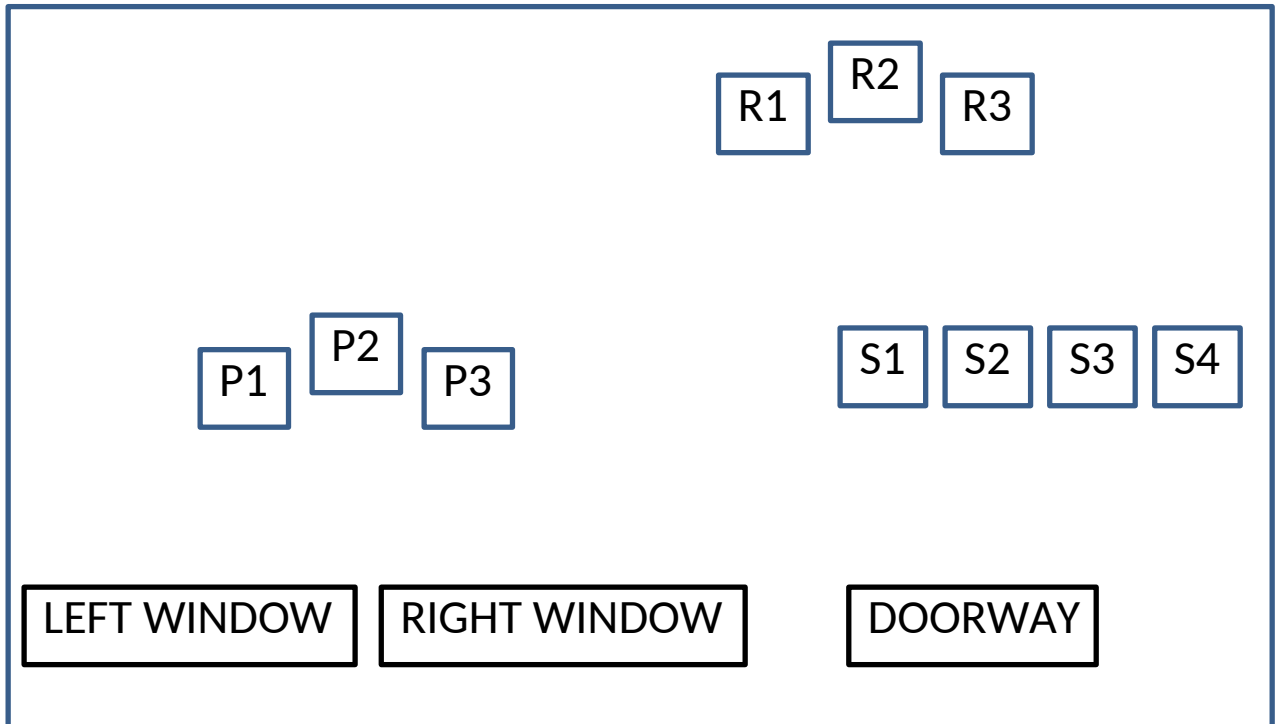 R1
R2
R3
P1
P2
P3
S1
S2
S3
S4
LEFT WINDOW
RIGHT WINDOW
DOORWAY